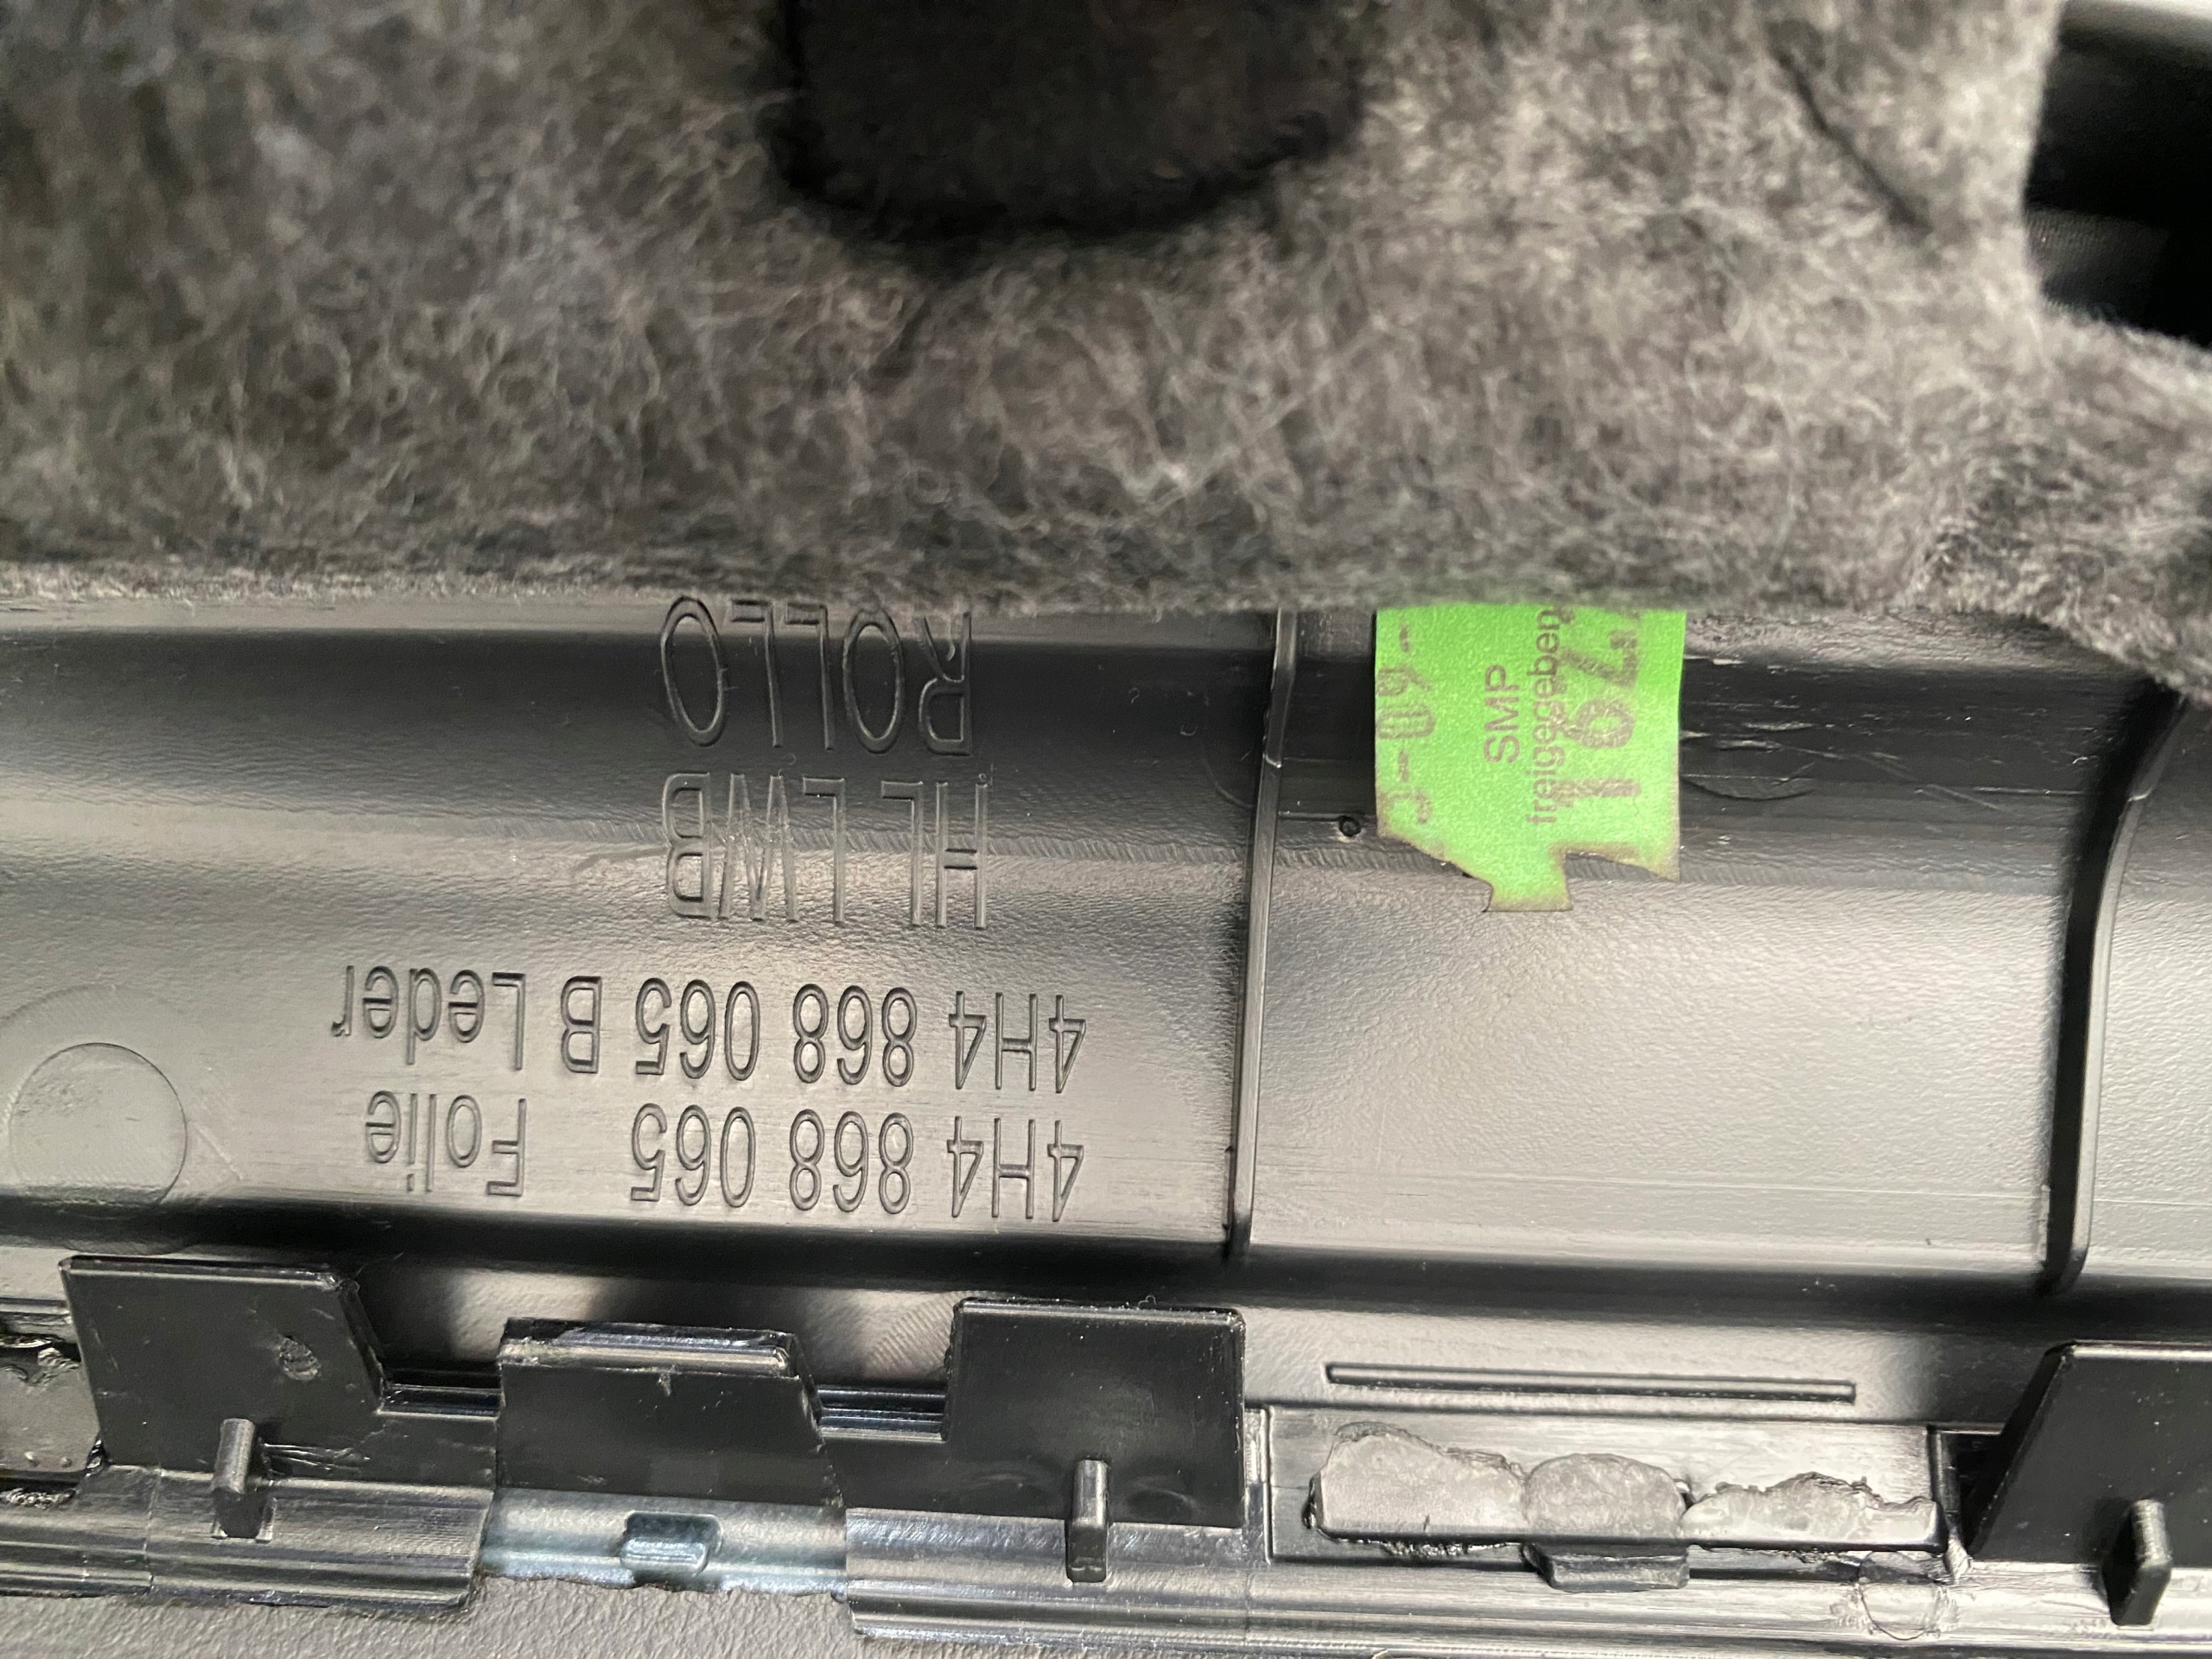 4H4 868 065 Folie
4H4 868 065 B Leder
HL LWB
ROLLO
SMP
freigegeben